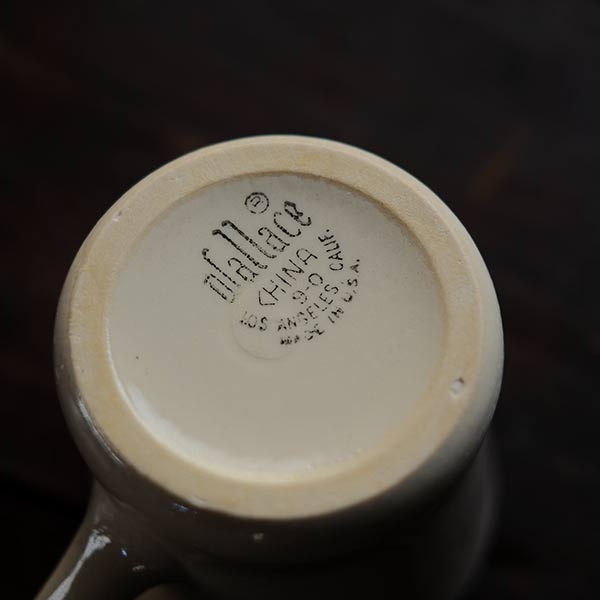 Wallace
CHINA
9-O
LOS ANGELES, CALIF.
MADE IN U.S.A.